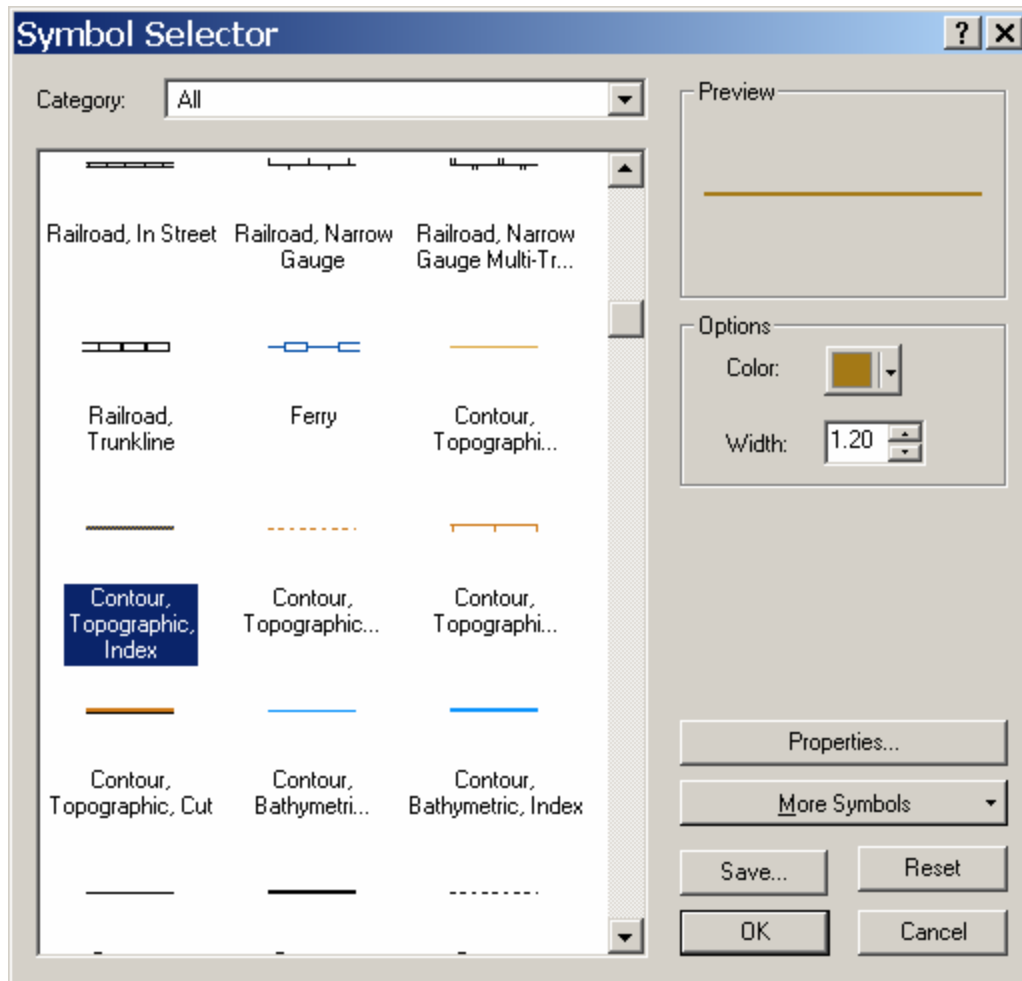 Symbol Selector
Category:
All
Railroad, In Street
Railroad, Narrow
Gauge
Railroad, Narrow
Gauge Multi-Tr...
Railroad,
Trunkline
Ferry
Contour,
Topographi...
Contour,
Topographic,
Index
Contour,
Topographic...
Contour,
Topographi...
Contour,
Topographic, Cut
Contour,
Bathymetri...
Contour,
Bathymetric, Index
Preview
Options
Color:
Width:
1.20
Properties...
More Symbols
Save...
Reset
OK
Cancel